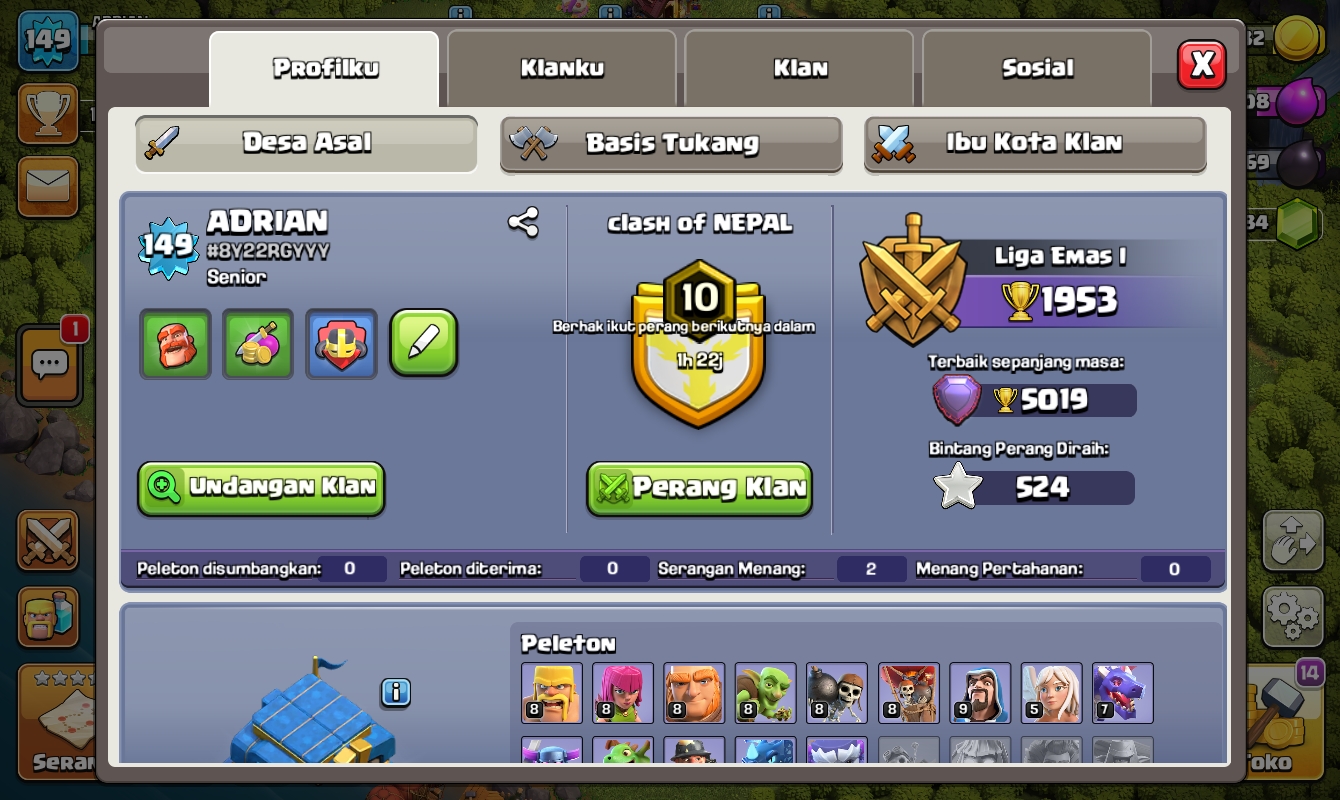 149
Profilku
Klanku
Klan
Sosial
X
Desa Asal
Basis Tukang
Ibu Kota Klan
149
ADRIAN
#8Y22RGYYY
Senior
clasH of NEPAL
10
Berhak ikut perang berikutnya dalam
1h 22j
Liga Emas I
1953
Terbaik sepanjang masa:
5019
Bintang Perang Diraih:
524
Undangan Klan
Perang Klan
Peleton disumbangkan: 0
Peleton diterima: 0
Serangan Menang: 2
Menang Pertahanan: 0
Peleton
8 8 8 8 8 8 9 5 7
1
14